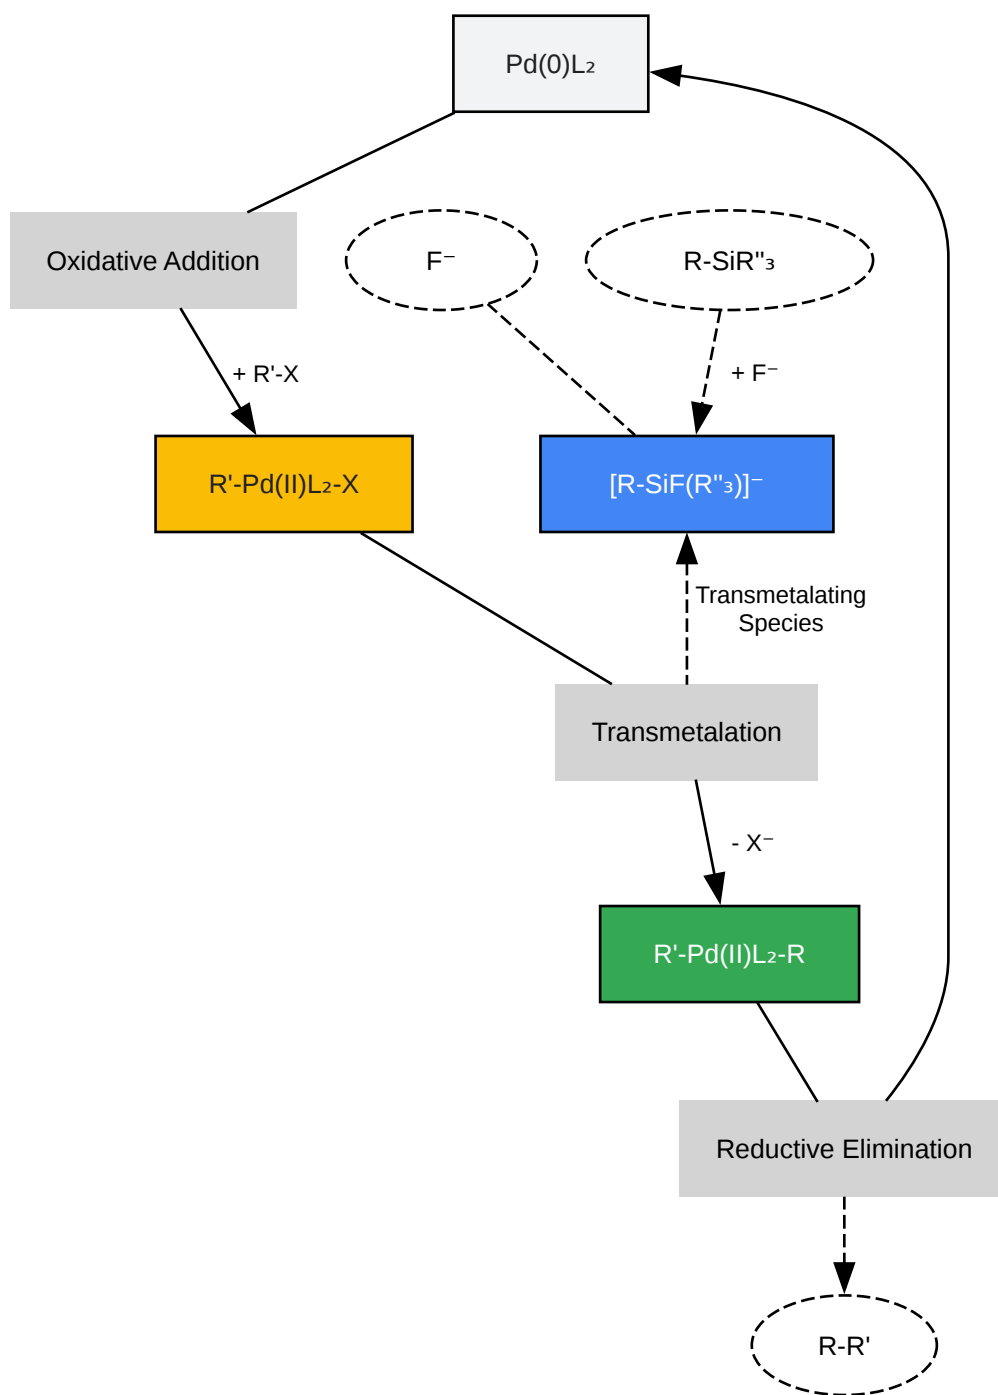 Pd(0)L₂
Oxidative Addition
F⁻
R-SiR"₃
+ R'-X
+ F⁻
R'-Pd(II)L₂-X
[R-SiF(R"₃)]⁻
Transmetalating
Species
Transmetalation
- X⁻
R'-Pd(II)L₂-R
Reductive Elimination
R-R'